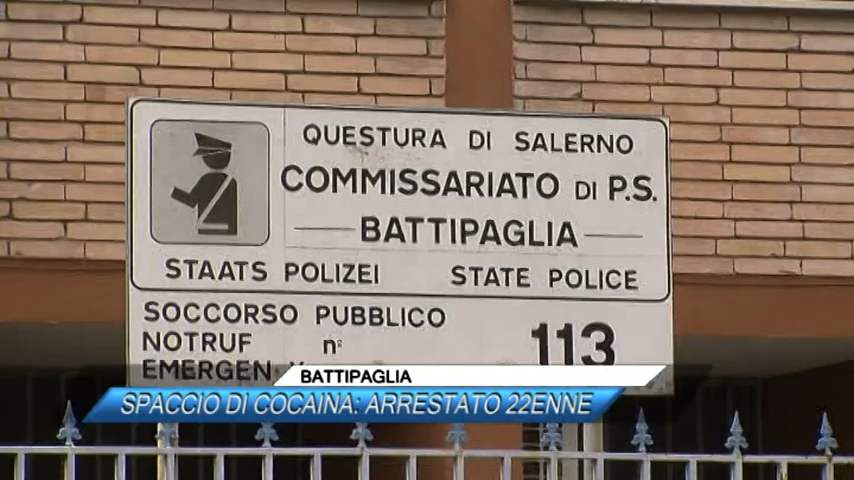 QUESTURA DI SALERNO
COMMISSARIATO DI P.S.
BATTIPAGLIA
STAATS POLIZEI STATE POLICE
SOCCORSO PUBBLICO
NOTRUF nº 113
BATTIPAGLIA
SPACCIO DI COCAINA: ARRESTATO 22ENNE